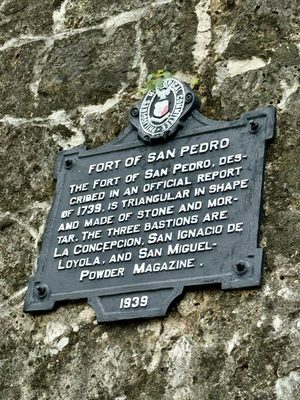 FORT OF SAN PEDRO
THE FORT OF SAN PEDRO, DES-
CRIBED IN AN OFFICIAL REPORT
OF 1739, IS TRIANGULAR IN SHAPE
AND MADE OF STONE AND MOR-
TAR. THE THREE BASTIONS ARE
LA CONCEPCION, SAN IGNACIO DE
LOYOLA, AND SAN MIGUEL-
POWDER MAGAZINE.
1939